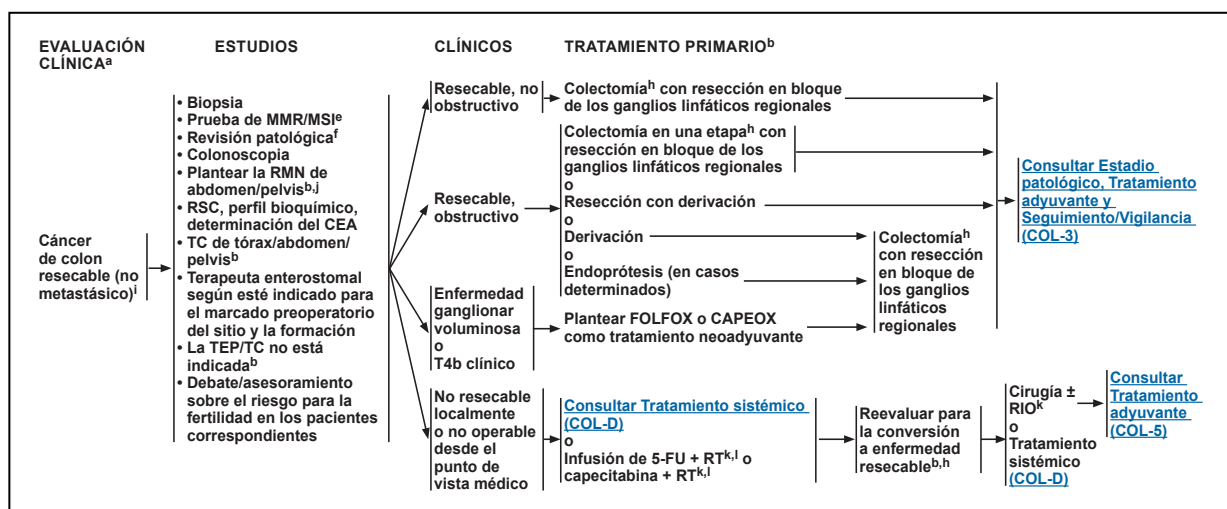 EVALUACIÓN
CLÍNICAª
ESTUDIOS
CLÍNICOS
TRATAMIENTO PRIMARIOᵇ
Cáncer
de colon
resecable (no
metastásico)ⁱ
• Biopsia
• Prueba de MMR/MSIᵉ
• Revisión patológicaᶠ
• Colonoscopia
• Plantear la RMN de
abdomen/pelvisᵇ,ʲ
• RSC, perfil bioquímico,
determinación del CEA
• TC de tórax/abdomen/
pelvisᵇ
• Terapeuta enterostomal
según esté indicado para
el marcado preoperatorio
del sitio y la formación
• La TEP/TC no está
indicadaᵇ
• Debate/asesoramiento
sobre el riesgo para la
fertilidad en los pacientes
correspondientes
Resecable, no
obstructivo
Colectomíaʰ con resección en bloque
de los ganglios linfáticos regionales
Resecable,
obstructivo
Colectomía en una etapaʰ con
resección en bloque de los
ganglios linfáticos regionales
o
Resección con derivación
o
Derivación
o
Endoprótesis (en casos
determinados)
Colectomíaʰ
con resección
en bloque de
los ganglios
linfáticos
regionales
Enfermedad
ganglionar
voluminosa
o
T4b clínico
Plantear FOLFOX o CAPEOX
como tratamiento neoadyuvante
Consultar Estadio
patológico, Tratamiento
adyuvante y
Seguimiento/Vigilancia
(COL-3)
No resecable
localmente
o no operable
desde el
punto de
vista médico
Consultar Tratamiento sistémico
(COL-D)
o
Infusión de 5-FU + RTᵏ,ˡ o
capecitabina + RTᵏ,ˡ
Reevaluar para
la conversión
a enfermedad
resecableᵇ,ʰ
Cirugía ±
RIOᵏ
o
Tratamiento
sistémico
(COL-D)
Consultar
Tratamiento
adyuvante
(COL-5)